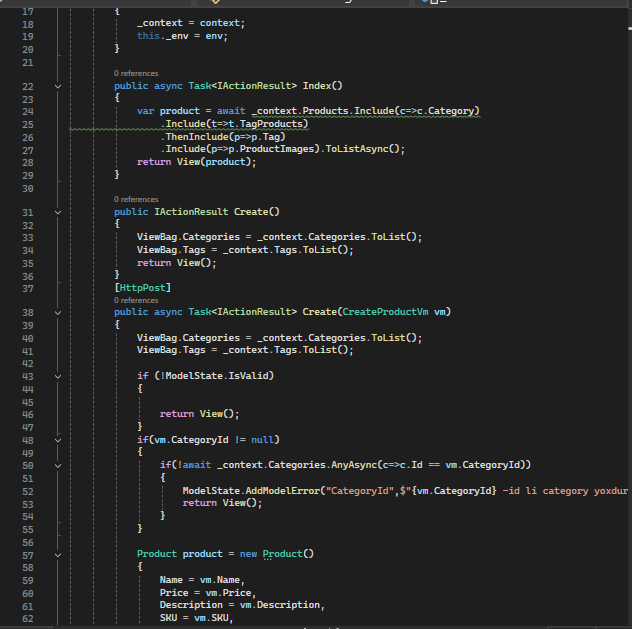 17 {
18 _context = context;
19 this._env = env;
20 }
21
0 references
22 public async Task<IActionResult> Index()
23 {
24 var product = await _context.Products.Include(c=>c.Category)
25 .Include(t=>t.TagProducts)
26 .ThenInclude(p=>p.Tag)
27 .Include(p=>p.ProductImages).ToListAsync();
28 return View(product);
29 }
30
0 references
31 public IActionResult Create()
32 {
33 ViewBag.Categories = _context.Categories.ToList();
34 ViewBag.Tags = _context.Tags.ToList();
35 return View();
36 }
37 [HttpPost]
0 references
38 public async Task<IActionResult> Create(CreateProductVm vm)
39 {
40 ViewBag.Categories = _context.Categories.ToList();
41 ViewBag.Tags = _context.Tags.ToList();
42
43 if (!ModelState.IsValid)
44 {
45
46 return View();
47 }
48 if(vm.CategoryId != null)
49 {
50 if(!await _context.Categories.AnyAsync(c=>c.Id == vm.CategoryId))
51 {
52 ModelState.AddModelError("CategoryId",$"{vm.CategoryId} -id li category yoxdur
53 return View();
54 }
55 }
56
57 Product product = new Product()
58 {
59 Name = vm.Name,
60 Price = vm.Price,
61 Description = vm.Description,
62 SKU = vm.SKU,